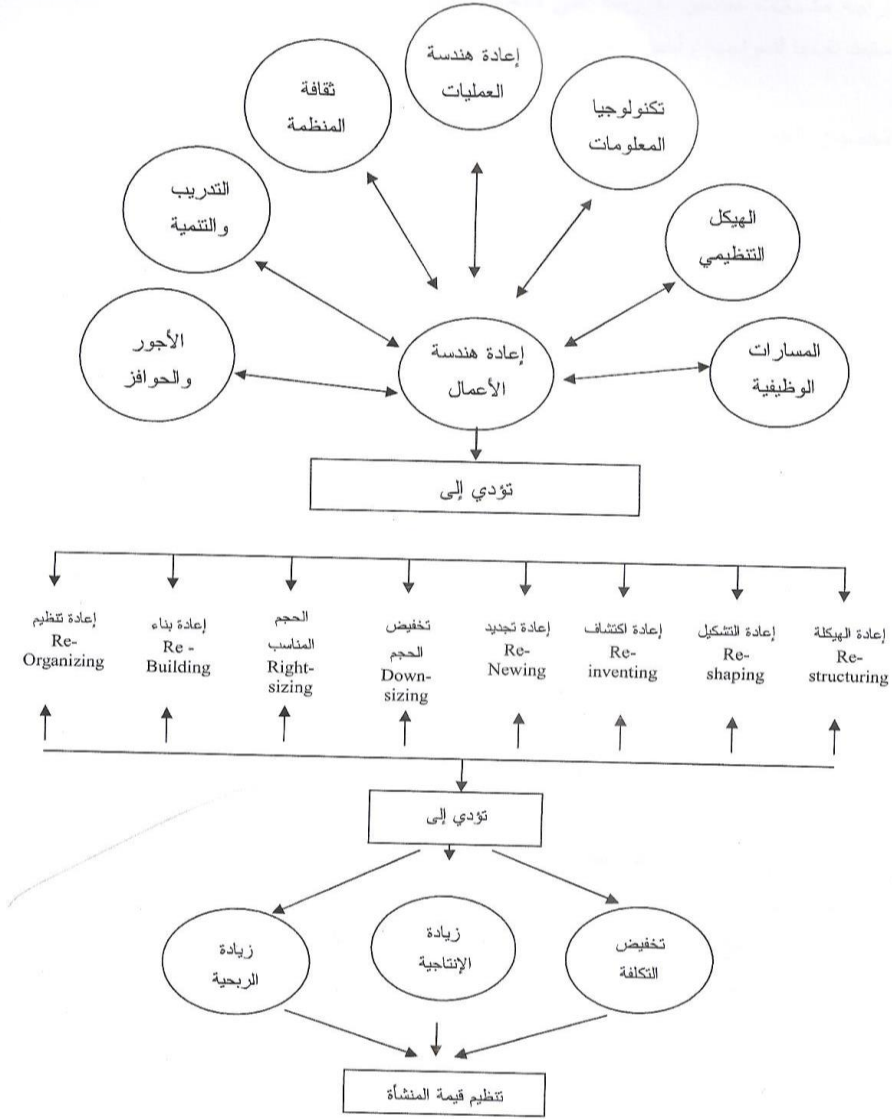 إعادة هندسة
العمليات
ثقافة
المنظمة
تكنولوجيا
المعلومات
التدريب
والتنمية
الهيكل
التنظيمي
الأجور
والحوافز
إعادة هندسة
الأعمال
المسارات
الوظيفية
تؤدي إلى
إعادة تنظيم
Re-
Organizing
إعادة بناء
Re -
Building
الحجم
المناسب
Right-
sizing
تخفيض
الحجم
Down-
sizing
إعادة تجديد
Re-
Newing
إعادة اكتشاف
Re-
inventing
إعادة التشكيل
Re-
shaping
إعادة الهيكلة
Re-
structuring
تؤدي إلى
زيادة
الربحية
زيادة
الإنتاجية
تخفيض
التكلفة
تنظيم قيمة المنشأة